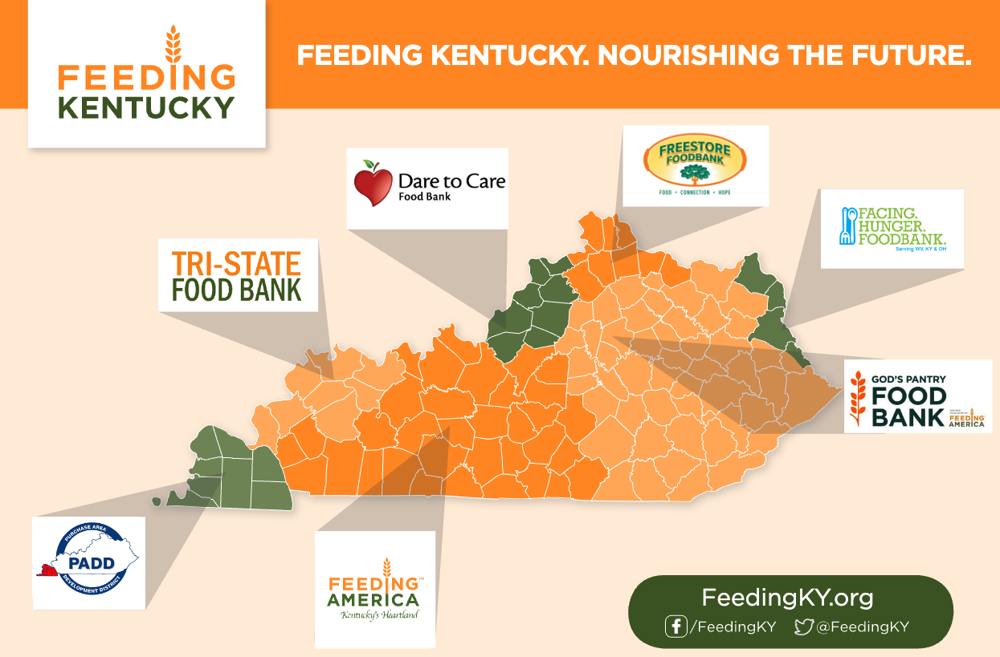 FEEDING
KENTUCKY
FEEDING KENTUCKY. NOURISHING THE FUTURE.
FREESTORE
FOODBANK
FOOD • CONNECTION • HOPE
Dare to Care
Food Bank
FACING.
HUNGER.
FOODBANK.
Serving WV, KY & OH
TRI-STATE
FOOD BANK
GOD'S PANTRY
FOOD
BANK
FEEDING
AMERICA
PURCHASE AREA
PADD
DEVELOPMENT DISTRICT
FEEDING™
AMERICA
Kentucky's Heartland
FeedingKY.org
/FeedingKY @FeedingKY